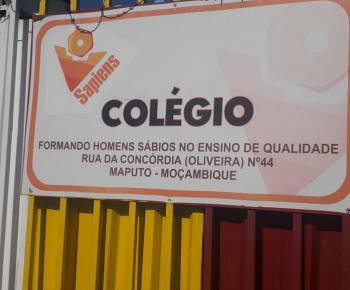 Sapiens
COLÉGIO
FORMANDO HOMENS SÁBIOS NO ENSINO DE QUALIDADE
RUA DA CONCÓRDIA (OLIVEIRA) Nº44
MAPUTO - MOÇAMBIQUE